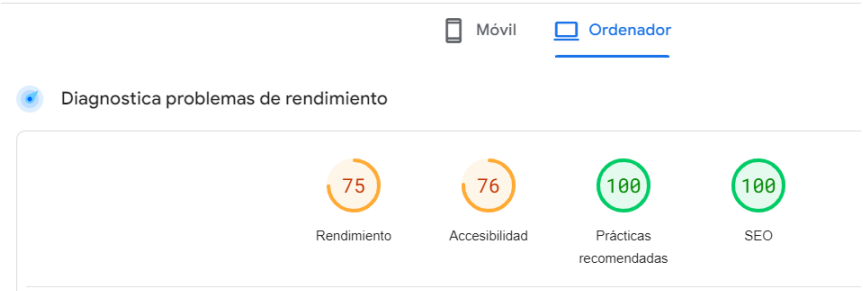 Móvil Ordenador
Diagnostica problemas de rendimiento
75 76 100 100
Rendimiento Accesibilidad Prácticas recomendadas SEO